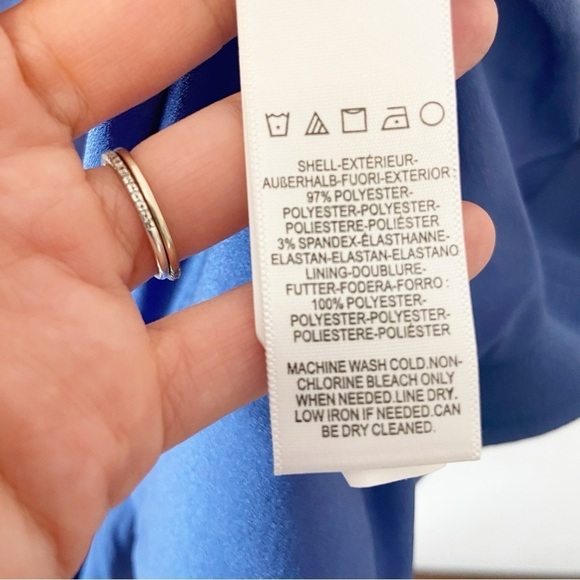 SHELL-EXTÉRIEUR-
AUßERHALB-FUORI-EXTERIOR:
97% POLYESTER-
POLYESTER-POLYESTER-
POLIESTERE-POLIÉSTER
3% SPANDEX-ÉLASTHANNE-
ELASTAN-ELASTAN-ELASTANO
LINING-DOUBLURE-
FUTTER-FODERA-FORRO:
100% POLYESTER-
POLYESTER-POLYESTER-
POLIESTERE-POLIÉSTER
MACHINE WASH COLD.NON-
CHLORINE BLEACH ONLY
WHEN NEEDED.LINE DRY.
LOW IRON IF NEEDED.CAN
BE DRY CLEANED.